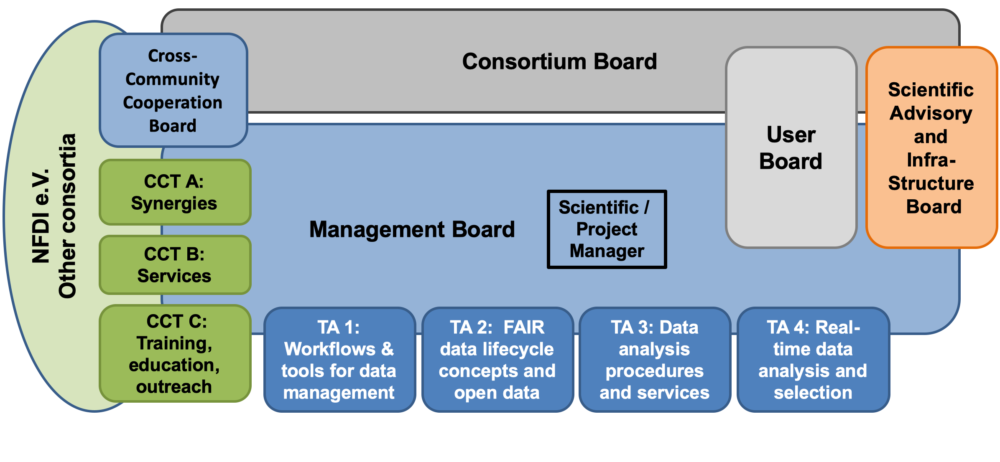 NFDI e.V.
Other consortia
Cross-
Community
Cooperation
Board
Consortium Board
User
Board
Scientific
Advisory
and
Infra-
Structure
Board
CCT A:
Synergies
CCT B:
Services
CCT C:
Training,
education,
outreach
Management Board
Scientific /
Project
Manager
TA 1:
Workflows &
tools for data
management
TA 2:  FAIR
data lifecycle
concepts and
open data
TA 3: Data
analysis
procedures
and services
TA 4: Real-
time data
analysis and
selection